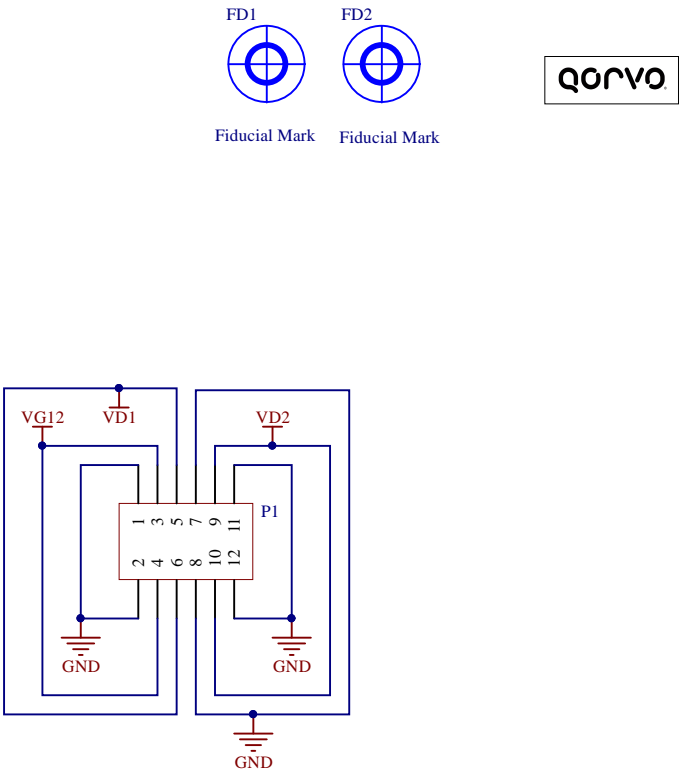 FD1 FD2
QORVO
Fiducial Mark Fiducial Mark
VG12 VD1 VD2
P1
1 3 5 7 9 11
2 4 6 8 10 12
GND GND
GND